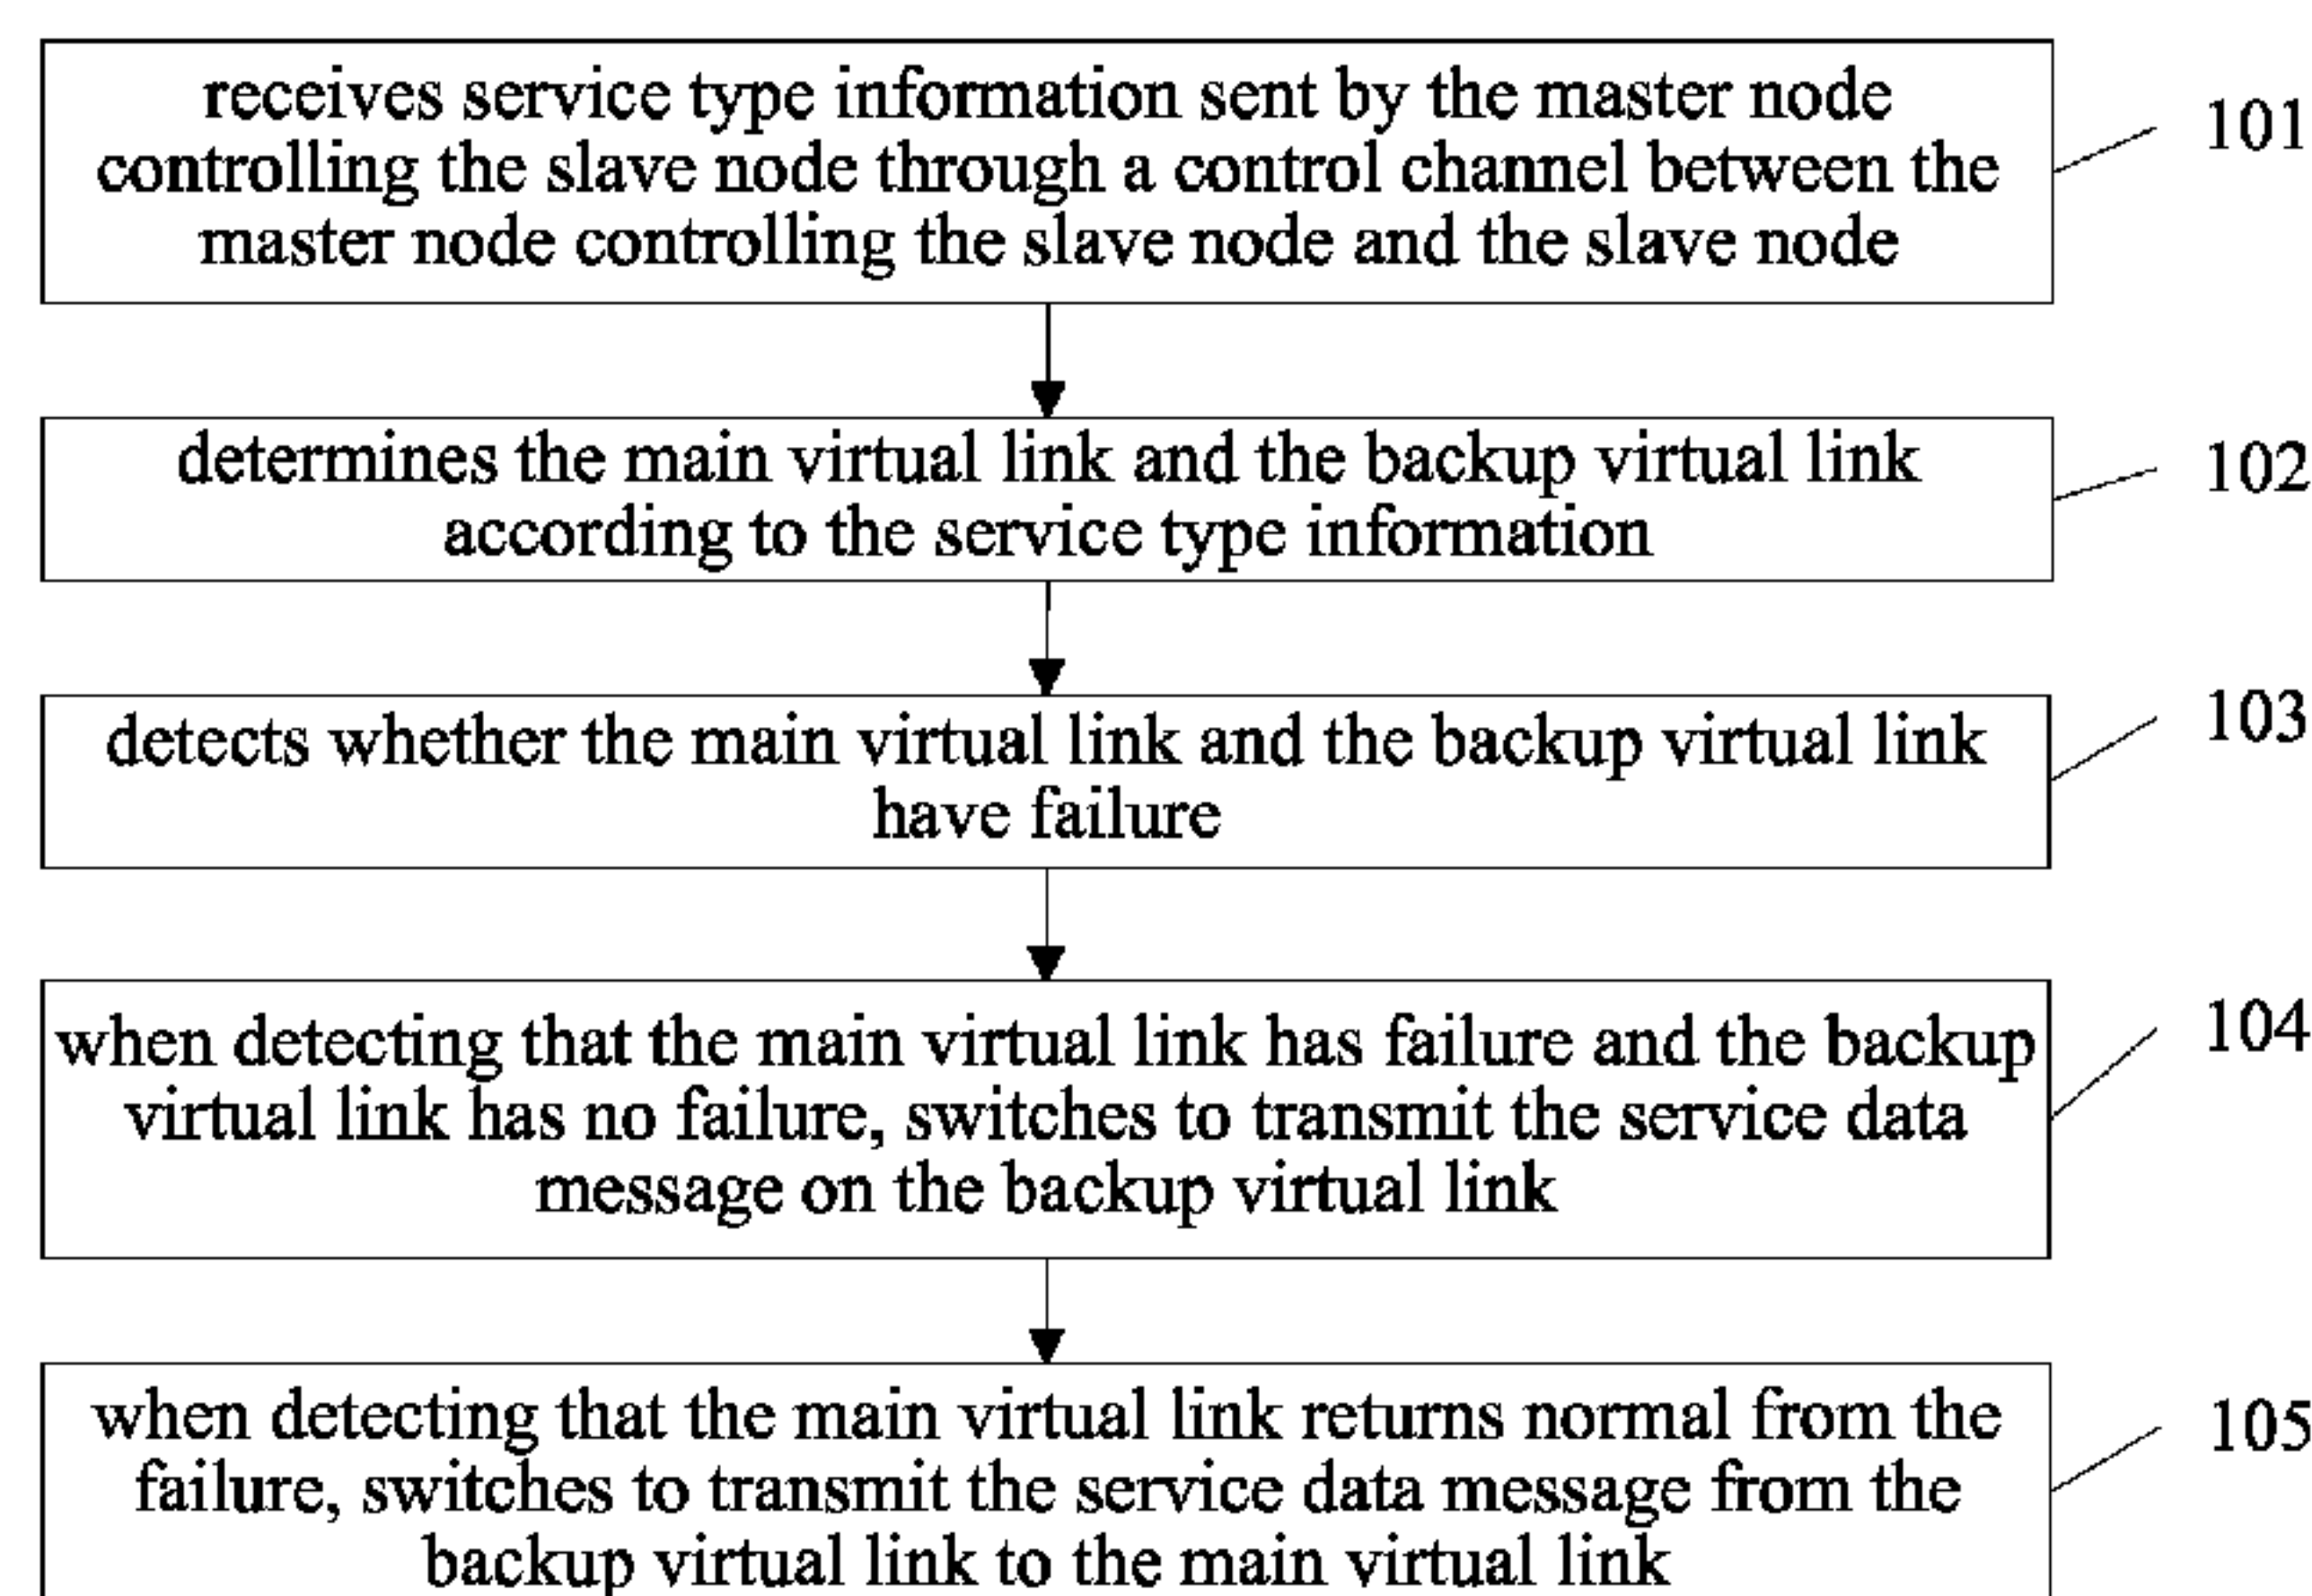 receives service type information sent by the master node
controlling the slave node through a control channel between the
master node controlling the slave node and the slave node
101
determines the main virtual link and the backup virtual link
according to the service type information
102
detects whether the main virtual link and the backup virtual link
have failure
103
when detecting that the main virtual link has failure and the backup
virtual link has no failure, switches to transmit the service data
message on the backup virtual link
104
when detecting that the main virtual link returns normal from the
failure, switches to transmit the service data message from the
backup virtual link to the main virtual link
105